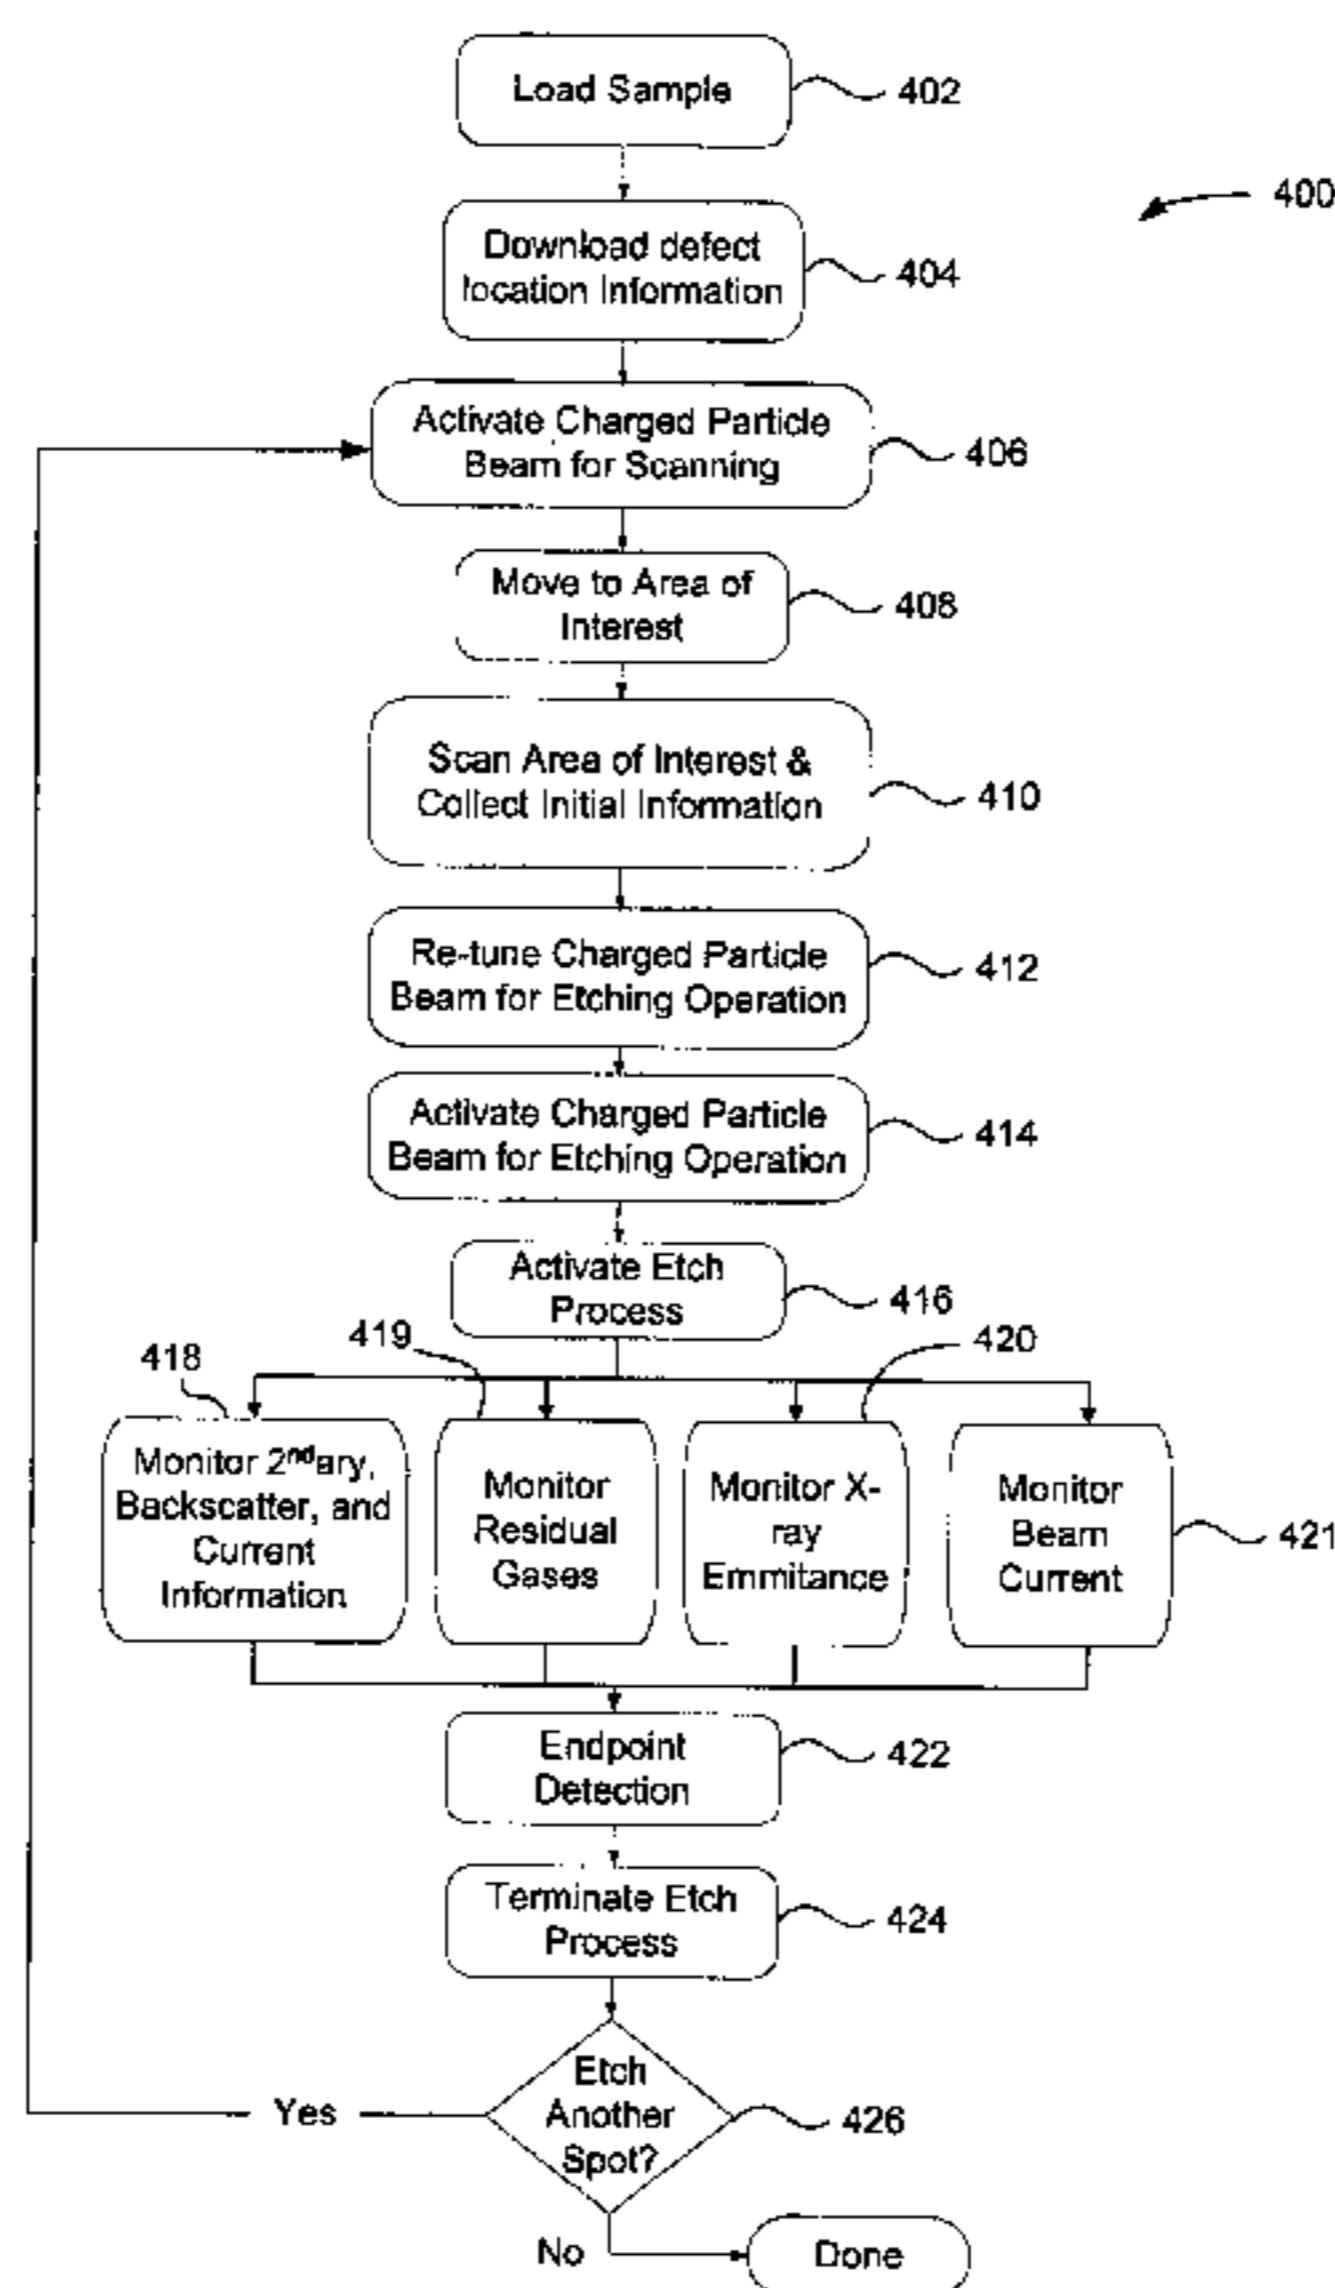 Load Sample
402
400
Download defect
location Information
404
Activate Charged Particle
Beam for Scanning
406
Move to Area of
Interest
408
Scan Area of Interest &
Collect Initial Information
410
Re-tune Charged Particle
Beam for Etching Operation
412
Activate Charged Particle
Beam for Etching Operation
414
Activate Etch
Process
416
418
419
420
Monitor 2ndary,
Backscatter, and
Current
Information
Monitor
Residual
Gases
Monitor X-
ray
Emmitance
Monitor
Beam
Current
421
Endpoint
Detection
422
Terminate Etch
Process
424
Etch
Another
Spot?
426
Yes
No
Done